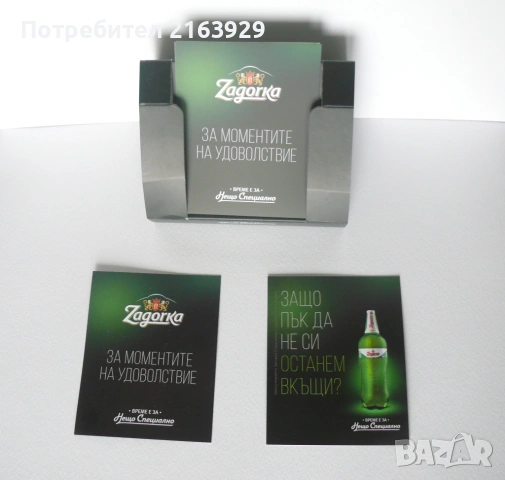 Потребител 2163929
Zagorka
ЗА МОМЕНТИТЕ
НА УДОВОЛСТВИЕ
· ВРЕМЕ Е ЗА ·
Нещо Специално
Zagorka
ЗА МОМЕНТИТЕ
НА УДОВОЛСТВИЕ
· ВРЕМЕ Е ЗА ·
Нещо Специално
ЗАЩО
ПЪК ДА
НЕ СИ
ОСТАНЕМ
ВКЪЩИ?
· ВРЕМЕ Е ЗА ·
Нещо Специално
BAZAR